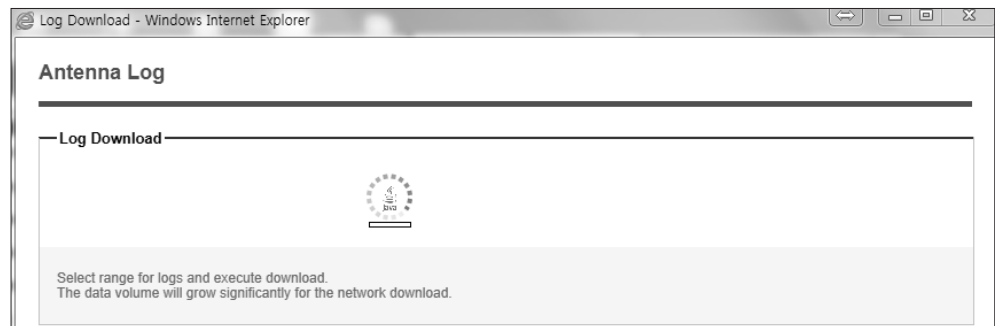 Log Download - Windows Internet Explorer
Antenna Log
Log Download
Java
Select range for logs and execute download.
The data volume will grow significantly for the network download.